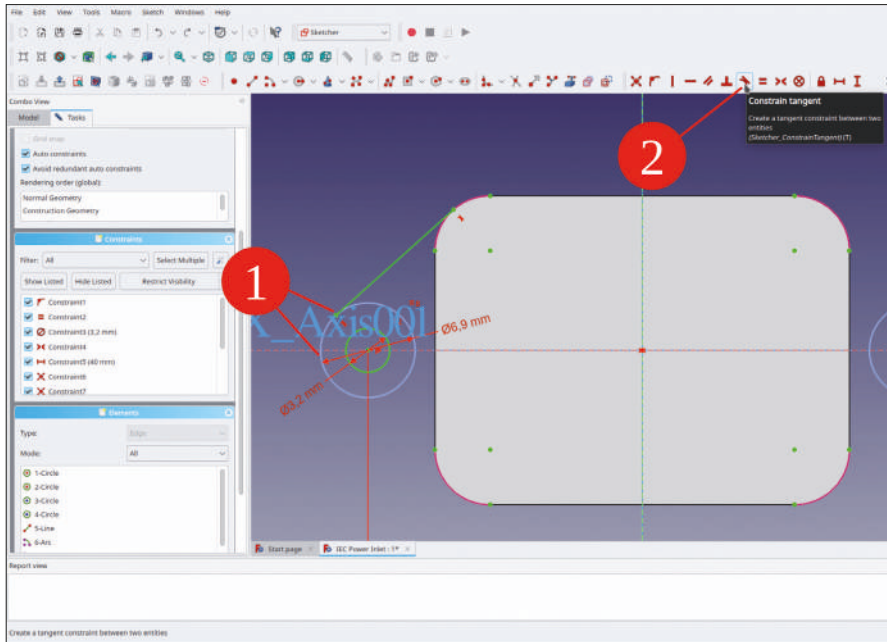 File Edit View Tools Macro Sketch Windows Help
Sketcher
Combo View
Model Tasks
Grid snap
Auto constraints
Avoid redundant auto constraints
Rendering order (global):
Normal Geometry
Construction Geometry
Constraints
Filter: All Select Multiple
Show Listed Hide Listed Restrict Visibility
Constraint1
Constraint2
Constraint3 (3,2 mm)
Constraint4
Constraint5 (40 mm)
Constraint6
Constraint7
Elements
Type: Edge
Mode: All
1-Circle
2-Circle
3-Circle
4-Circle
5-Line
6-Arc
Constrain tangent
Create a tangent constraint between two
entities
(Sketcher_ConstrainTangent) (T)
2
1
X_Axis001
Ø6,9 mm
Ø3,2 mm
Start page IEC Power Inlet : 1*
Report view
Create a tangent constraint between two entities